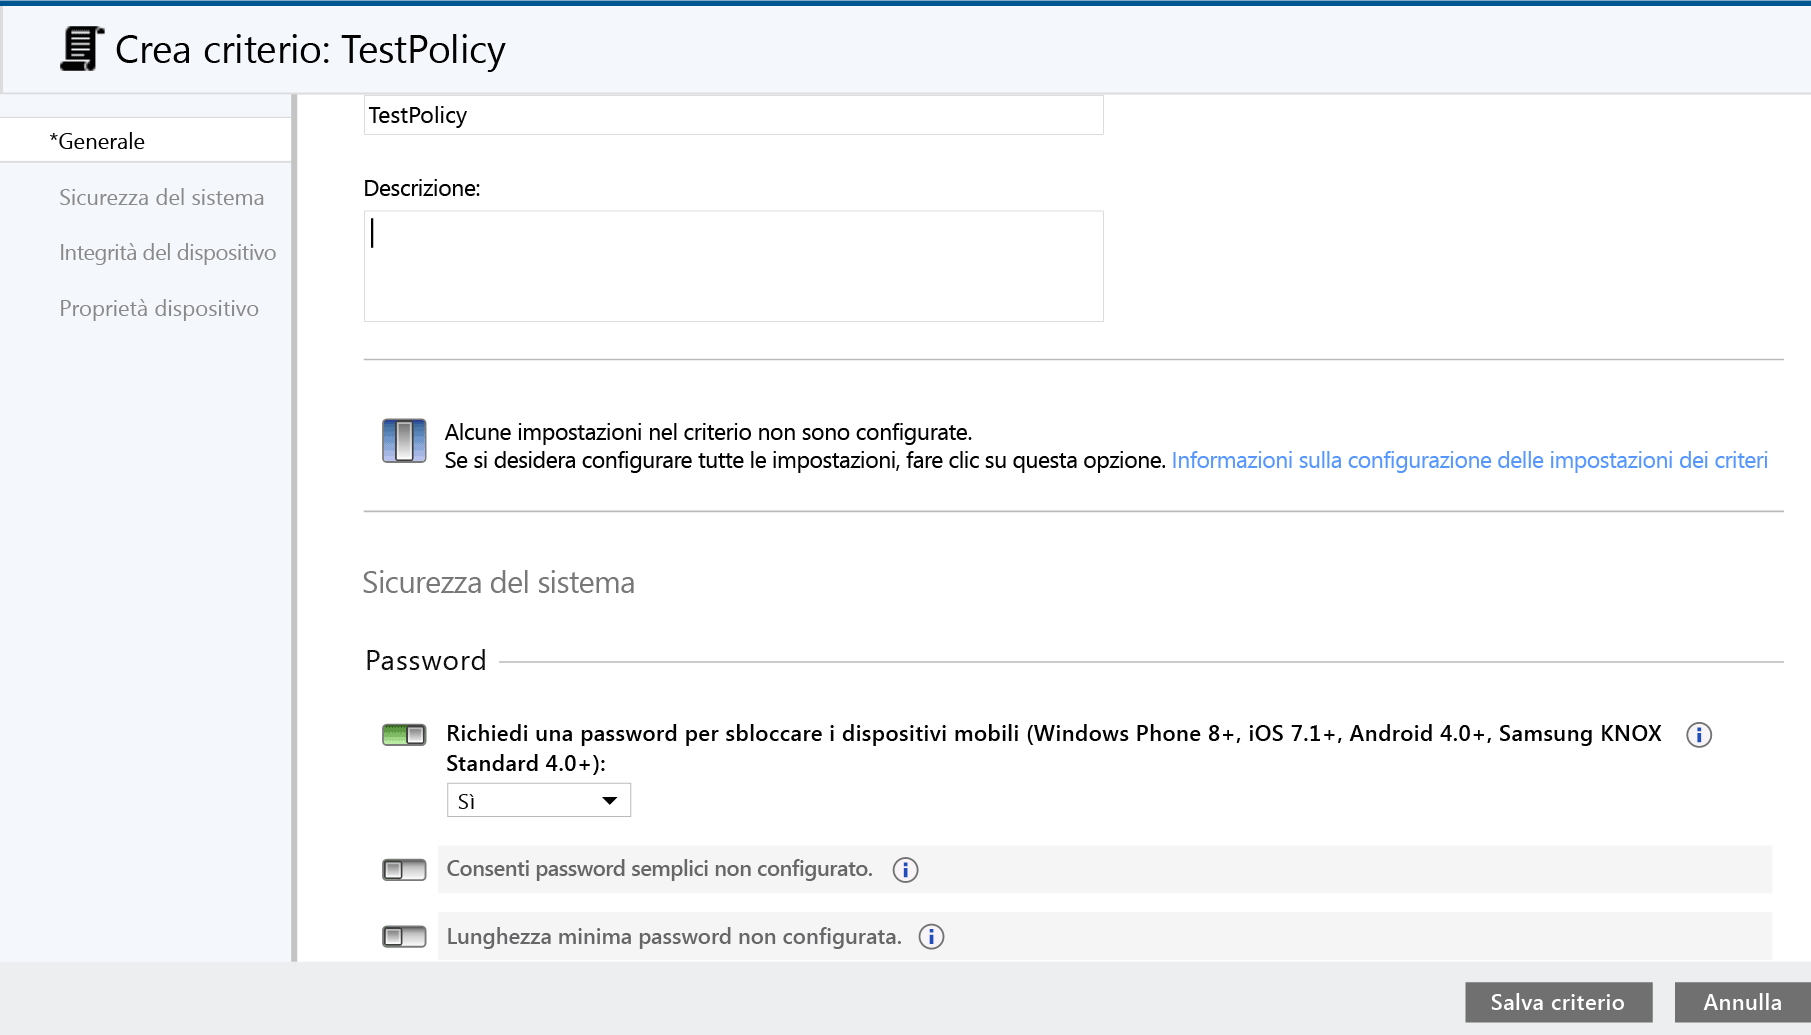 Crea criterio: TestPolicy
*Generale
Sicurezza del sistema
Integrità del dispositivo
Proprietà dispositivo
TestPolicy
Descrizione:
Alcune impostazioni nel criterio non sono configurate.
Se si desidera configurare tutte le impostazioni, fare clic su questa opzione. Informazioni sulla configurazione delle impostazioni dei criteri
Sicurezza del sistema
Password
Richiedi una password per sbloccare i dispositivi mobili (Windows Phone 8+, iOS 7.1+, Android 4.0+, Samsung KNOX
Standard 4.0+):
Sì
Consenti password semplici non configurato.
Lunghezza minima password non configurata.
Salva criterio
Annulla